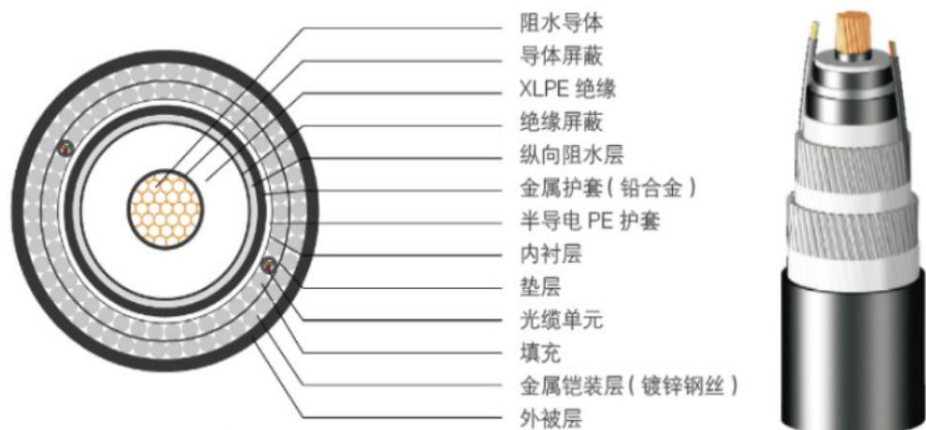 阻水导体
导体屏蔽
XLPE 绝缘
绝缘屏蔽
纵向阻水层
金属护套 ( 铅合金 )
半导电 PE 护套
内衬层
垫层
光缆单元
填充
金属铠装层 ( 镀锌钢丝 )
外被层